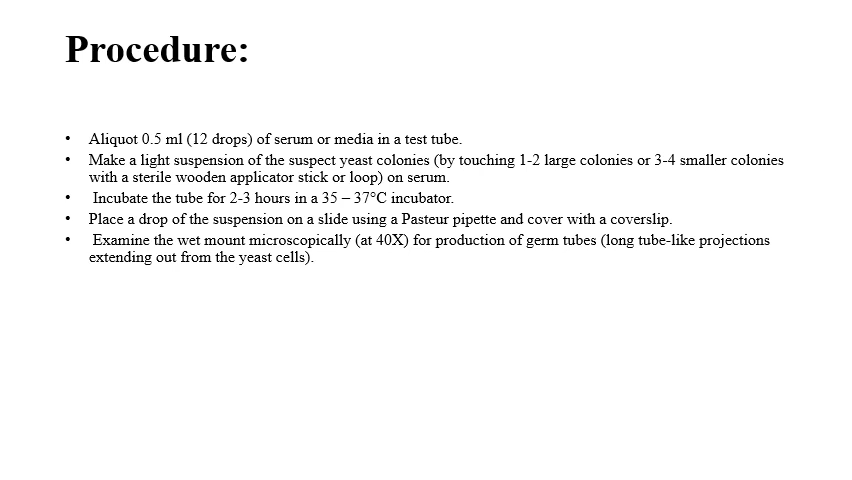 Procedure:
• Aliquot 0.5 ml (12 drops) of serum or media in a test tube.
• Make a light suspension of the suspect yeast colonies (by touching 1-2 large colonies or 3-4 smaller colonies
with a sterile wooden applicator stick or loop) on serum.
• Incubate the tube for 2-3 hours in a 35 – 37°C incubator.
• Place a drop of the suspension on a slide using a Pasteur pipette and cover with a coverslip.
• Examine the wet mount microscopically (at 40X) for production of germ tubes (long tube-like projections
extending out from the yeast cells).